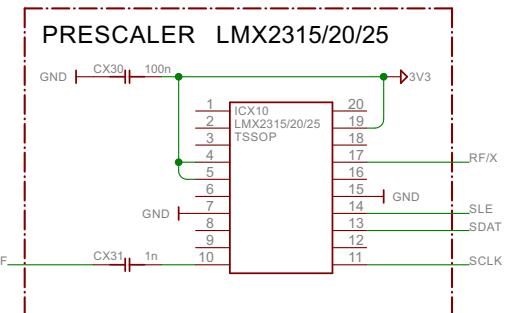 PRESCALER LMX2315/20/25
GND CX30 100n 3V3
1 ICX10 20
2 LMX2315/20/25 19
3 TSSOP 18
4 17 RF/X
5 16
6 15 GND
GND 7 14 SLE
8 13 SDAT
9 12
F CX31 1n 10 11 SCLK